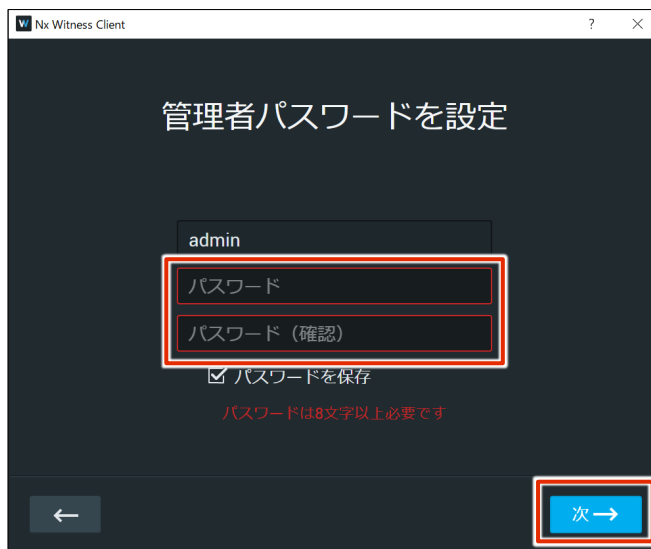 Nx Witness Client
管理者パスワードを設定
admin
パスワード
パスワード（確認）
パスワードを保存
パスワードは8文字以上必要です
次